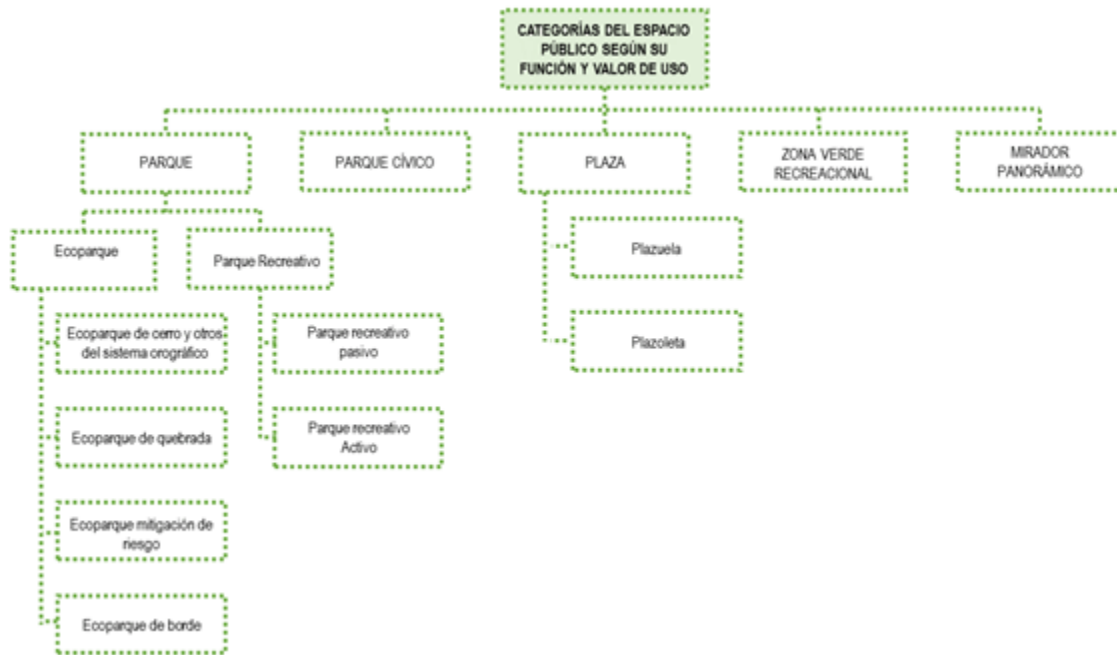 CATEGORÍAS DEL ESPACIO
PÚBLICO SEGÚN SU
FUNCIÓN Y VALOR DE USO
PARQUE
PARQUE CÍVICO
PLAZA
ZONA VERDE
RECREACIONAL
MIRADOR
PANORÁMICO
Ecoparque
Parque Recreativo
Ecoparque de cerro y otros
del sistema orográfico
Ecoparque de quebrada
Ecoparque mitigación de
riesgo
Ecoparque de borde
Parque recreativo
pasivo
Parque recreativo
Activo
Plazuela
Plazoleta